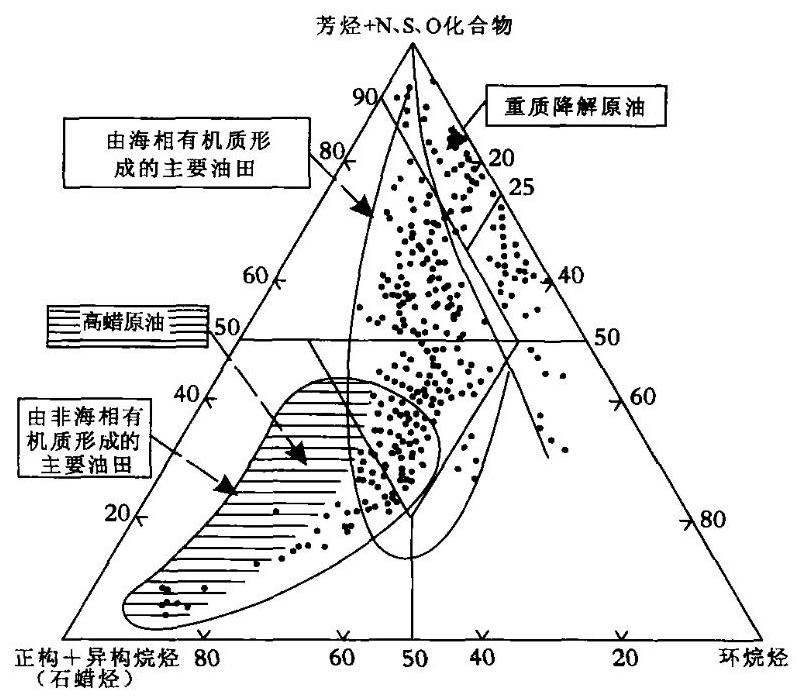 芳烃+N、S、O化合物
90
重质降解原油
由海相有机质形
成的主要油田
80
20
25
60
40
高蜡原油
50
50
40
60
由非海相有
机质形成的
主要油田
20
80
正构+异构烷烃
(石蜡烃)
80
60
50
40
20
环烷烃